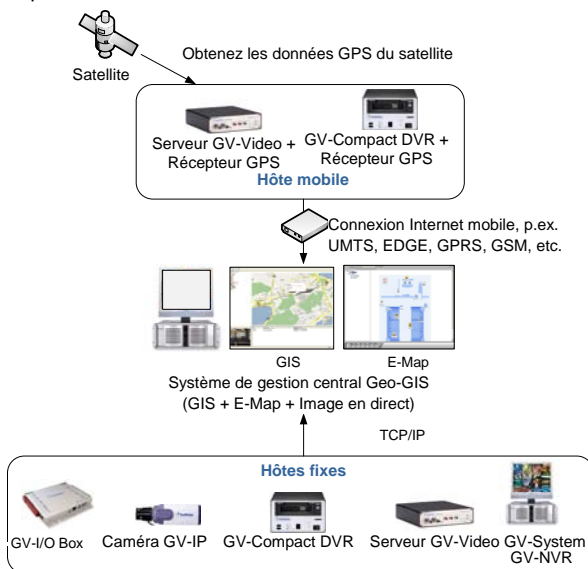 Obtenez les données GPS du satellite
Satellite
Serveur GV-Video +
Récepteur GPS
GV-Compact DVR +
Récepteur GPS
Hôte mobile
Connexion Internet mobile, p.ex.
UMTS, EDGE, GPRS, GSM, etc.
GIS
E-Map
Système de gestion central Geo-GIS
(GIS + E-Map + Image en direct)
TCP/IP
Hôtes fixes
GV-I/O Box
Caméra GV-IP
GV-Compact DVR
Serveur GV-Video
GV-System
GV-NVR